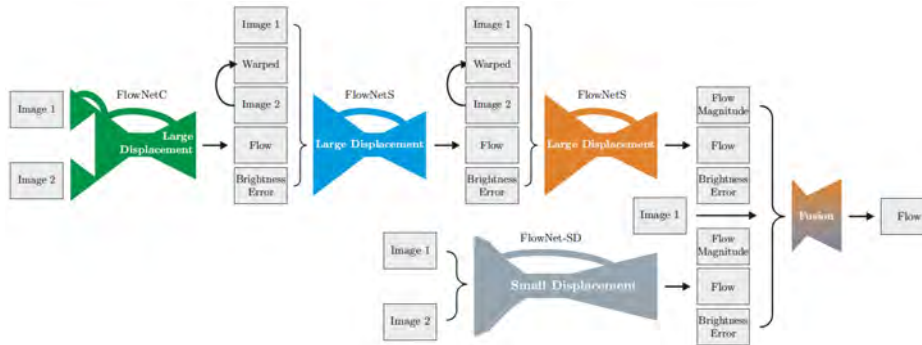 Image 1
Image 2
FlowNetC
Large
Displacement
Image 1
Warped
Image 2
Flow
Brightness
Error
FlowNetS
Large Displacement
Image 1
Warped
Image 2
Flow
Brightness
Error
FlowNetS
Large Displacement
Flow
Magnitude
Flow
Brightness
Error
Image 1
Image 1
Image 2
FlowNet-SD
Small Displacement
Flow
Magnitude
Flow
Brightness
Error
Fusion
Flow